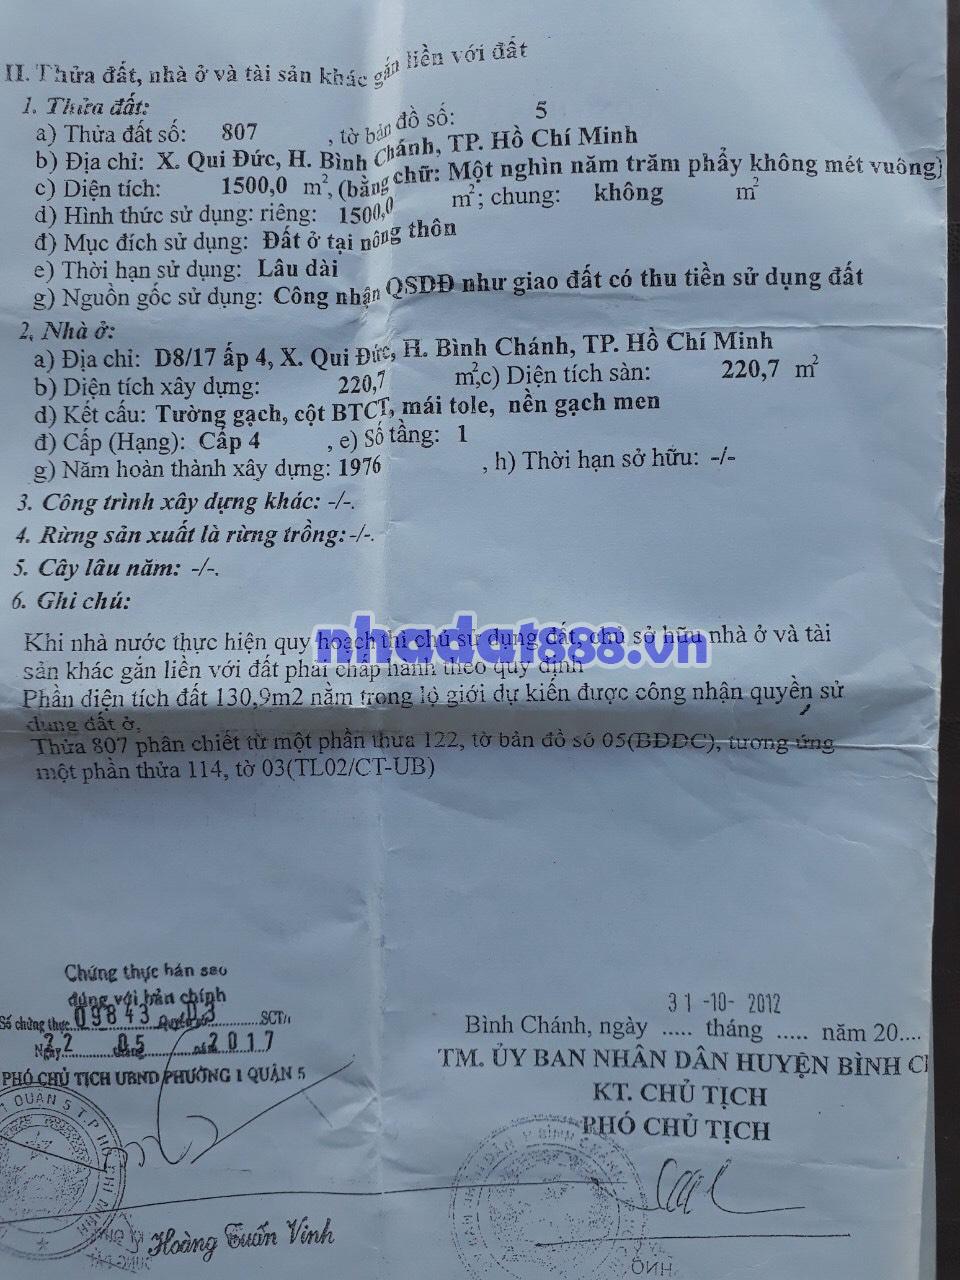 II. Thửa đất, nhà ở và tài sản khác gắn liền với đất
1. Thửa đất:
a) Thửa đất số: 807 , tờ bản đồ số: 5
b) Địa chỉ: X. Qui Đức, H. Bình Chánh, TP. Hồ Chí Minh
c) Diện tích: 1500,0 m², (bằng chữ: Một nghìn năm trăm phẩy không mét vuông)
d) Hình thức sử dụng: riêng: 1500,0 m²; chung: không m²
đ) Mục đích sử dụng: Đất ở tại nông thôn
e) Thời hạn sử dụng: Lâu dài
g) Nguồn gốc sử dụng: Công nhận QSDĐ như giao đất có thu tiền sử dụng đất
2. Nhà ở:
a) Địa chỉ: D8/17 ấp 4, X. Qui Đức, H. Bình Chánh, TP. Hồ Chí Minh
b) Diện tích xây dựng: 220,7 m²,c) Diện tích sàn: 220,7 m²
d) Kết cấu: Tường gạch, cột BTCT, mái tole, nền gạch men
đ) Cấp (Hạng): Cấp 4 , e) Số tầng: 1
g) Năm hoàn thành xây dựng: 1976 , h) Thời hạn sở hữu: -/-
3. Công trình xây dựng khác: -/-.
4. Rừng sản xuất là rừng trồng: -/-.
5. Cây lâu năm: -/-.
6. Ghi chú:
Khi nhà nước thực hiện quy hoạch thì chủ sử dụng đất, chủ sở hữu nhà ở và tài
nhadat888.vn
sản khác gắn liền với đất phải chấp hành theo quy định
Phần diện tích đất 130,9m2 nằm trong lộ giới dự kiến được công nhận quyền sử
dụng đất ở.
Thửa 807 phân chiết từ một phần thửa 122, tờ bản đồ số 05(BĐĐC), tương ứng
một phần thửa 114, tờ 03(TL02/CT-UB)
Chứng thực bản sao
đúng với bản chính
Số chứng thực 09843 Quyển số 03 SCT/
Ngày 22 tháng 05 năm 2017
PHÓ CHỦ TỊCH UBND PHƯỜNG 1 QUẬN 5
Hoàng Tuấn Vinh
31 -10- 2012
Bình Chánh, ngày ..... tháng ..... năm 20....
TM. ỦY BAN NHÂN DÂN HUYỆN BÌNH C
KT. CHỦ TỊCH
PHÓ CHỦ TỊCH